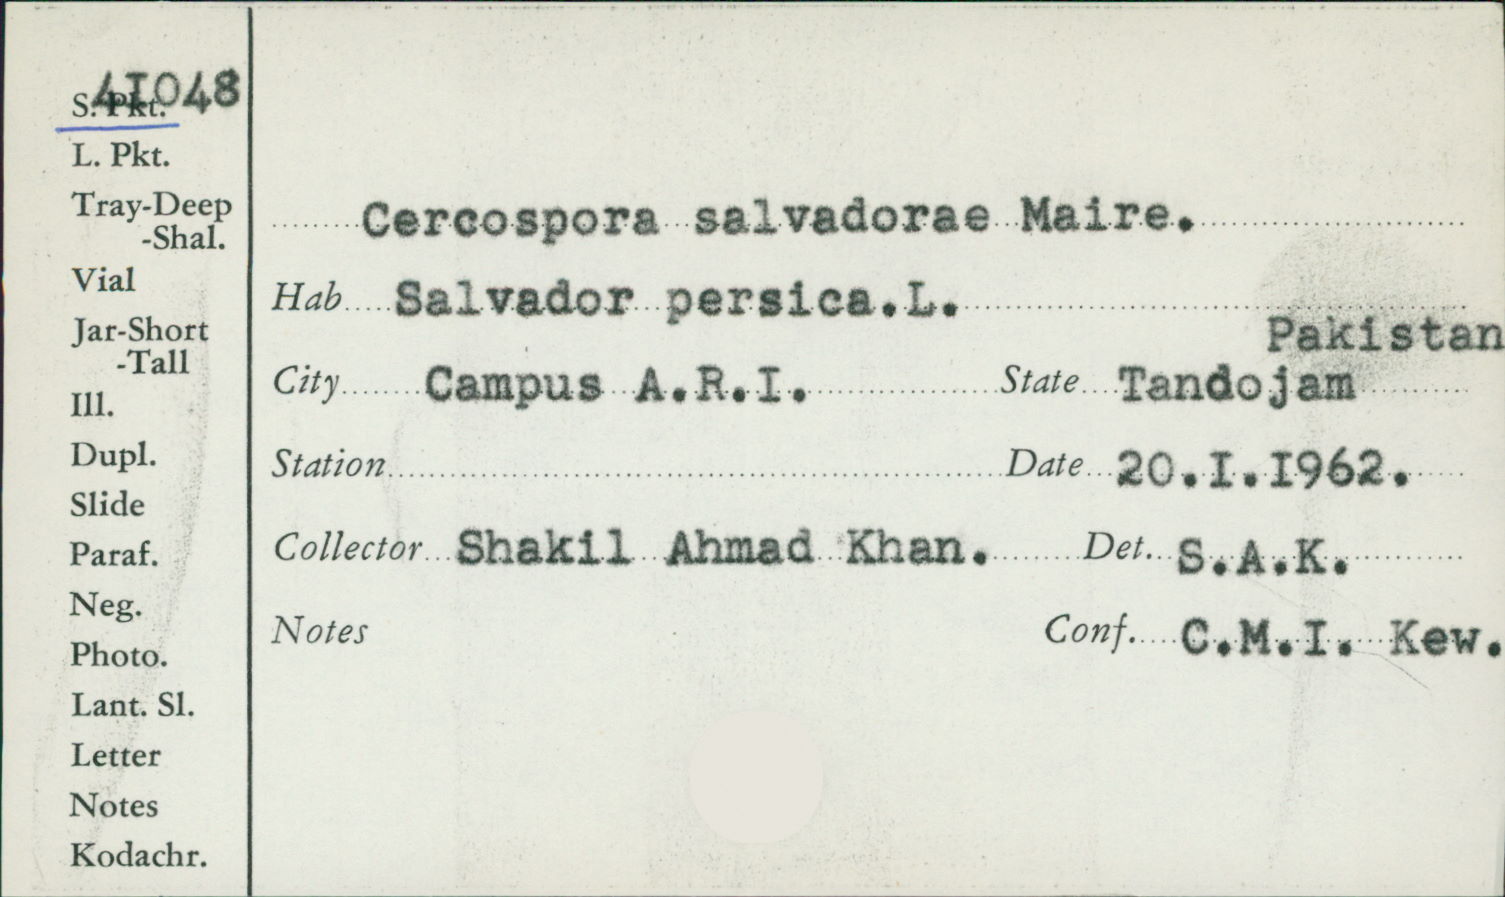 4I048
S. Pkt.
L. Pkt.
Tray-Deep
-Shal.
Vial
Jar-Short
-Tall
Ill.
Dupl.
Slide
Paraf.
Neg.
Photo.
Lant. Sl.
Letter
Notes
Kodachr.
Cercospora salvadorae Maire.
Hab Salvador persica.L.
Pakistan
City Campus A.R.I. State Tandojam
Station Date 20.I.I962.
Collector Shakil Ahmad Khan. Det. S.A.K.
Notes Conf. C.M.I. Kew.